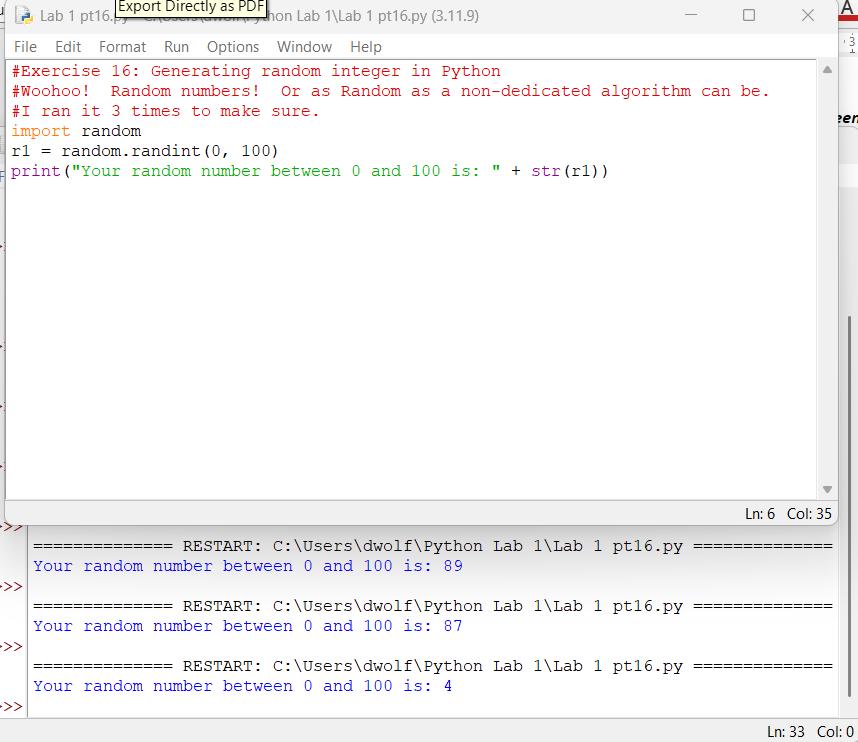 Export Directly as PDF
Lab 1 pt16.py - C:\Users\dwolf\Python Lab 1\Lab 1 pt16.py (3.11.9)
A
File Edit Format Run Options Window Help
3
#Exercise 16: Generating random integer in Python
#Woohoo!  Random numbers!  Or as Random as a non-dedicated algorithm can be.
#I ran it 3 times to make sure.
een
import random
r1 = random.randint(0, 100)
print("Your random number between 0 and 100 is: " + str(r1))
Ln: 6 Col: 35
>>>
============== RESTART: C:\Users\dwolf\Python Lab 1\Lab 1 pt16.py ==============
Your random number between 0 and 100 is: 89
>>>
============== RESTART: C:\Users\dwolf\Python Lab 1\Lab 1 pt16.py ==============
Your random number between 0 and 100 is: 87
>>>
============== RESTART: C:\Users\dwolf\Python Lab 1\Lab 1 pt16.py ==============
Your random number between 0 and 100 is: 4
>>>
Ln: 33 Col: 0